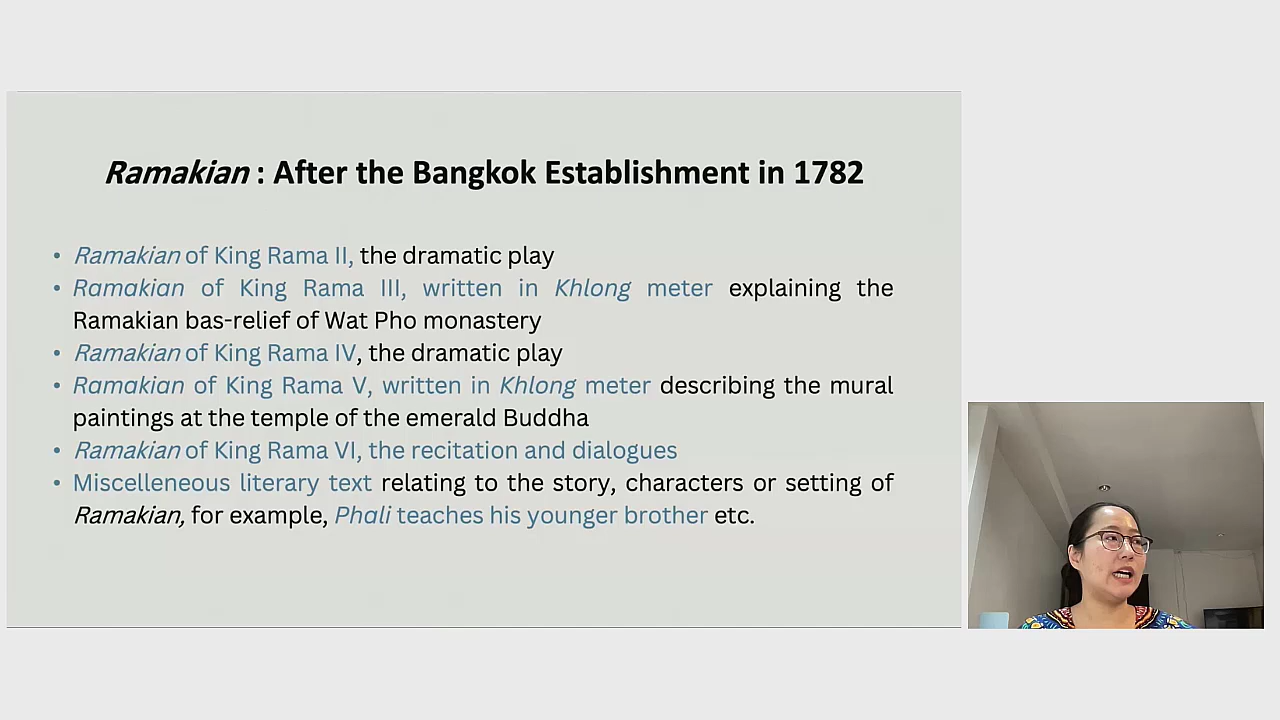 Ramakian : After the Bangkok Establishment in 1782
• Ramakian of King Rama II, the dramatic play
• Ramakian of King Rama III, written in Khlong meter explaining the
Ramakian bas-relief of Wat Pho monastery
• Ramakian of King Rama IV, the dramatic play
• Ramakian of King Rama V, written in Khlong meter describing the mural
paintings at the temple of the emerald Buddha
• Ramakian of King Rama VI, the recitation and dialogues
• Miscelleneous literary text relating to the story, characters or setting of
Ramakian, for example, Phali teaches his younger brother etc.